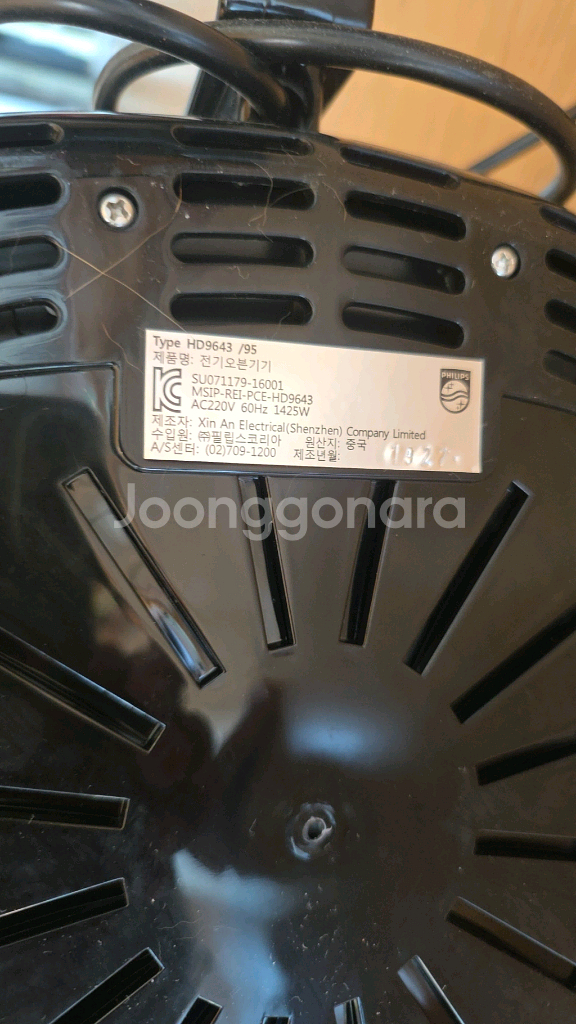 Type HD9643 /95
제품명: 전기오븐기기
SU071179-16001
MSIP-REI-PCE-HD9643
AC220V 60Hz 1425W
PHILIPS
제조자: Xin An Electrical(Shenzhen) Company Limited
수입원: ㈜필립스코리아 원산지: 중국
A/S센터: (02)709-1200 제조년월:
Joonggonara